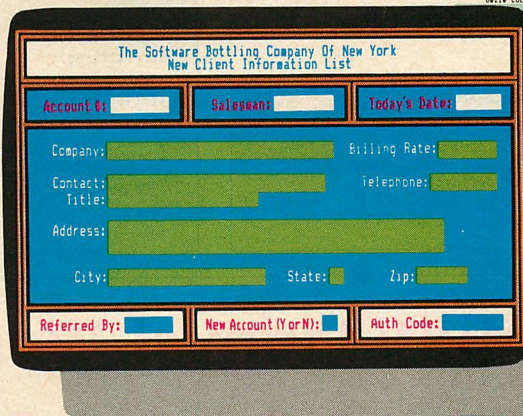 The Software Bottling Company Of New York
New Client Information List
Account #: Salesman: Today's Date:
Company: Billing Rate:
Contact: Telephone:
Title:
Address:
City: State: Zip:
Referred By: New Account (Y or N): Auth Code: